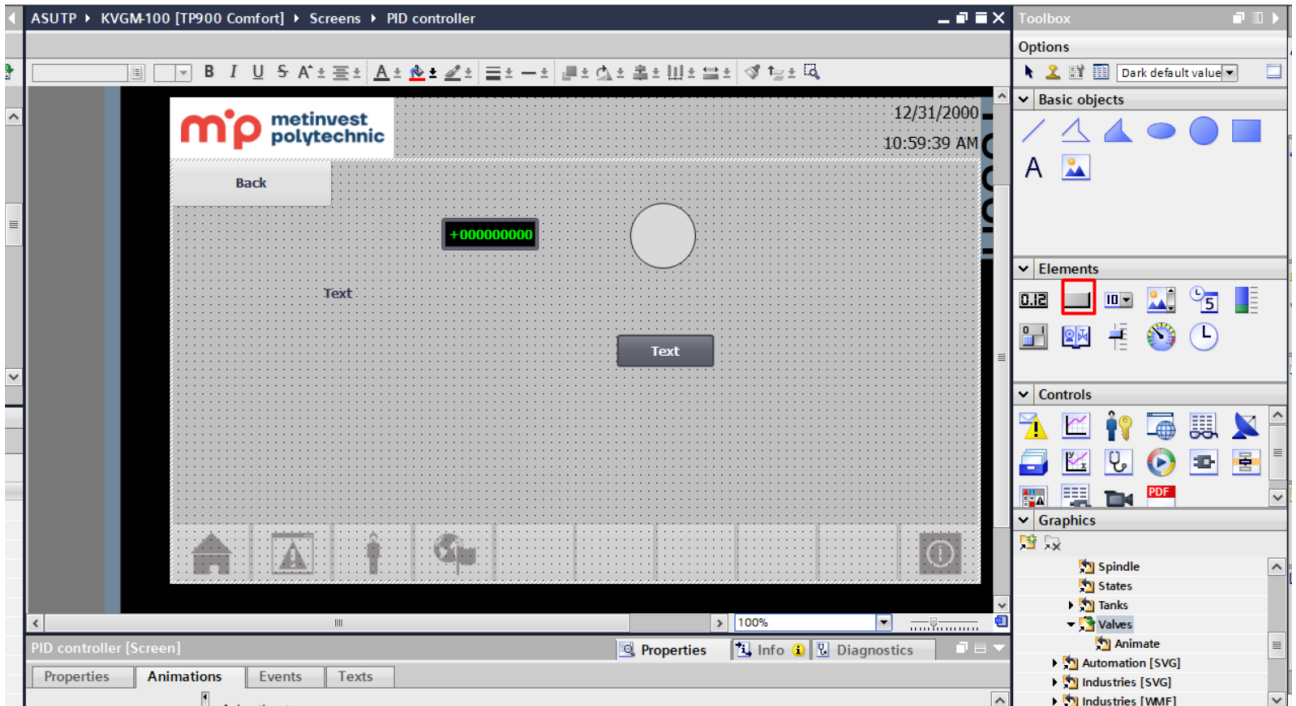 ASUTP ▸ KVGM-100 [TP900 Comfort] ▸ Screens ▸ PID controller
Toolbox
Options
B I U S A A
Dark default value
Basic objects
metinvest
polytechnic
12/31/2000
10:59:39 AM
A
Back
+000000000
Elements
Text
Text
Controls
PDF
Graphics
Spindle
States
Tanks
100%
Valves
PID controller [Screen]
Properties
Info
Diagnostics
Animate
Properties
Animations
Events
Texts
Automation [SVG]
Industries [SVG]
Industries [WMF]